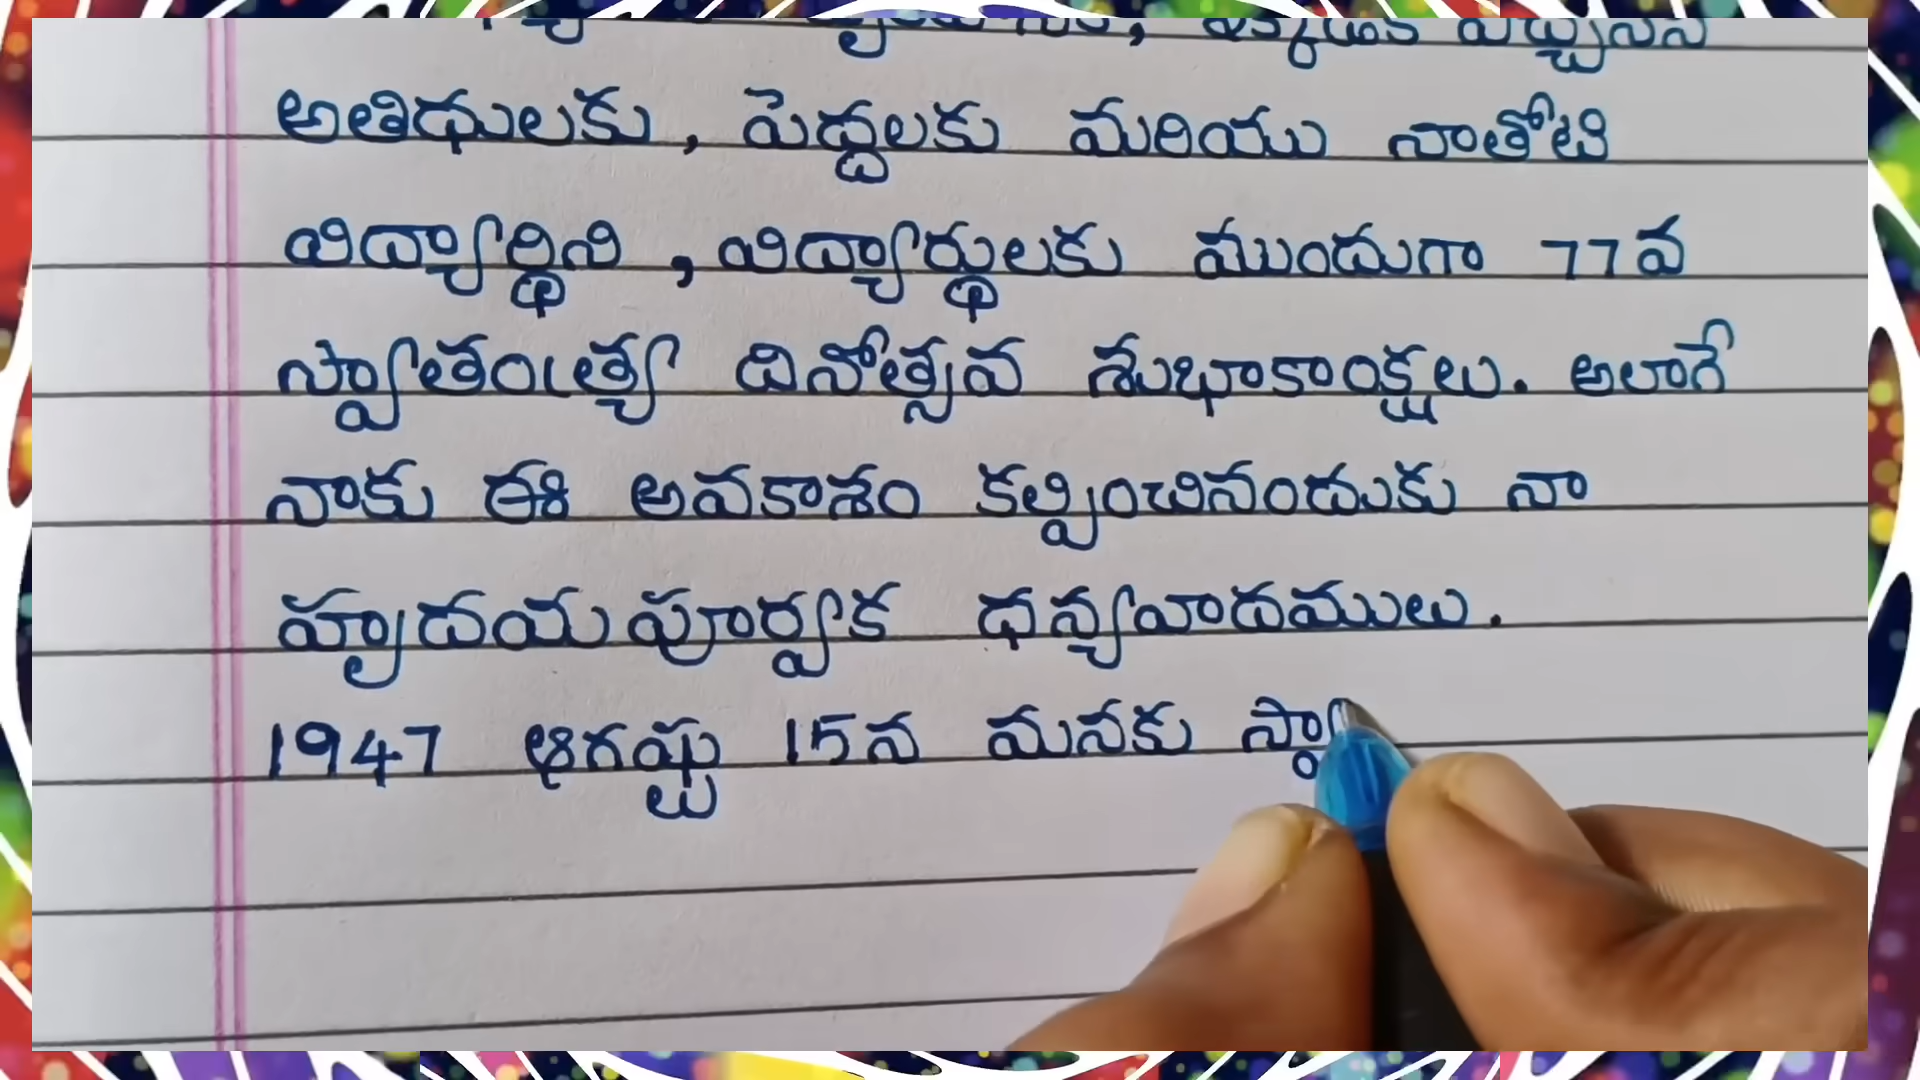 అతిథులకు, పెద్దలకు మరియు నాతోటి
విద్యార్థిని, విద్యార్థులకు ముందుగా 77వ
స్వాతంత్ర్య దినోత్సవ శుభాకాంక్షలు. అలాగే
నాకు ఈ అవకాశం కల్పించినందుకు నా
హృదయపూర్వక ధన్యవాదములు.
1947 ఆగష్టు 15న మనకు స్వా